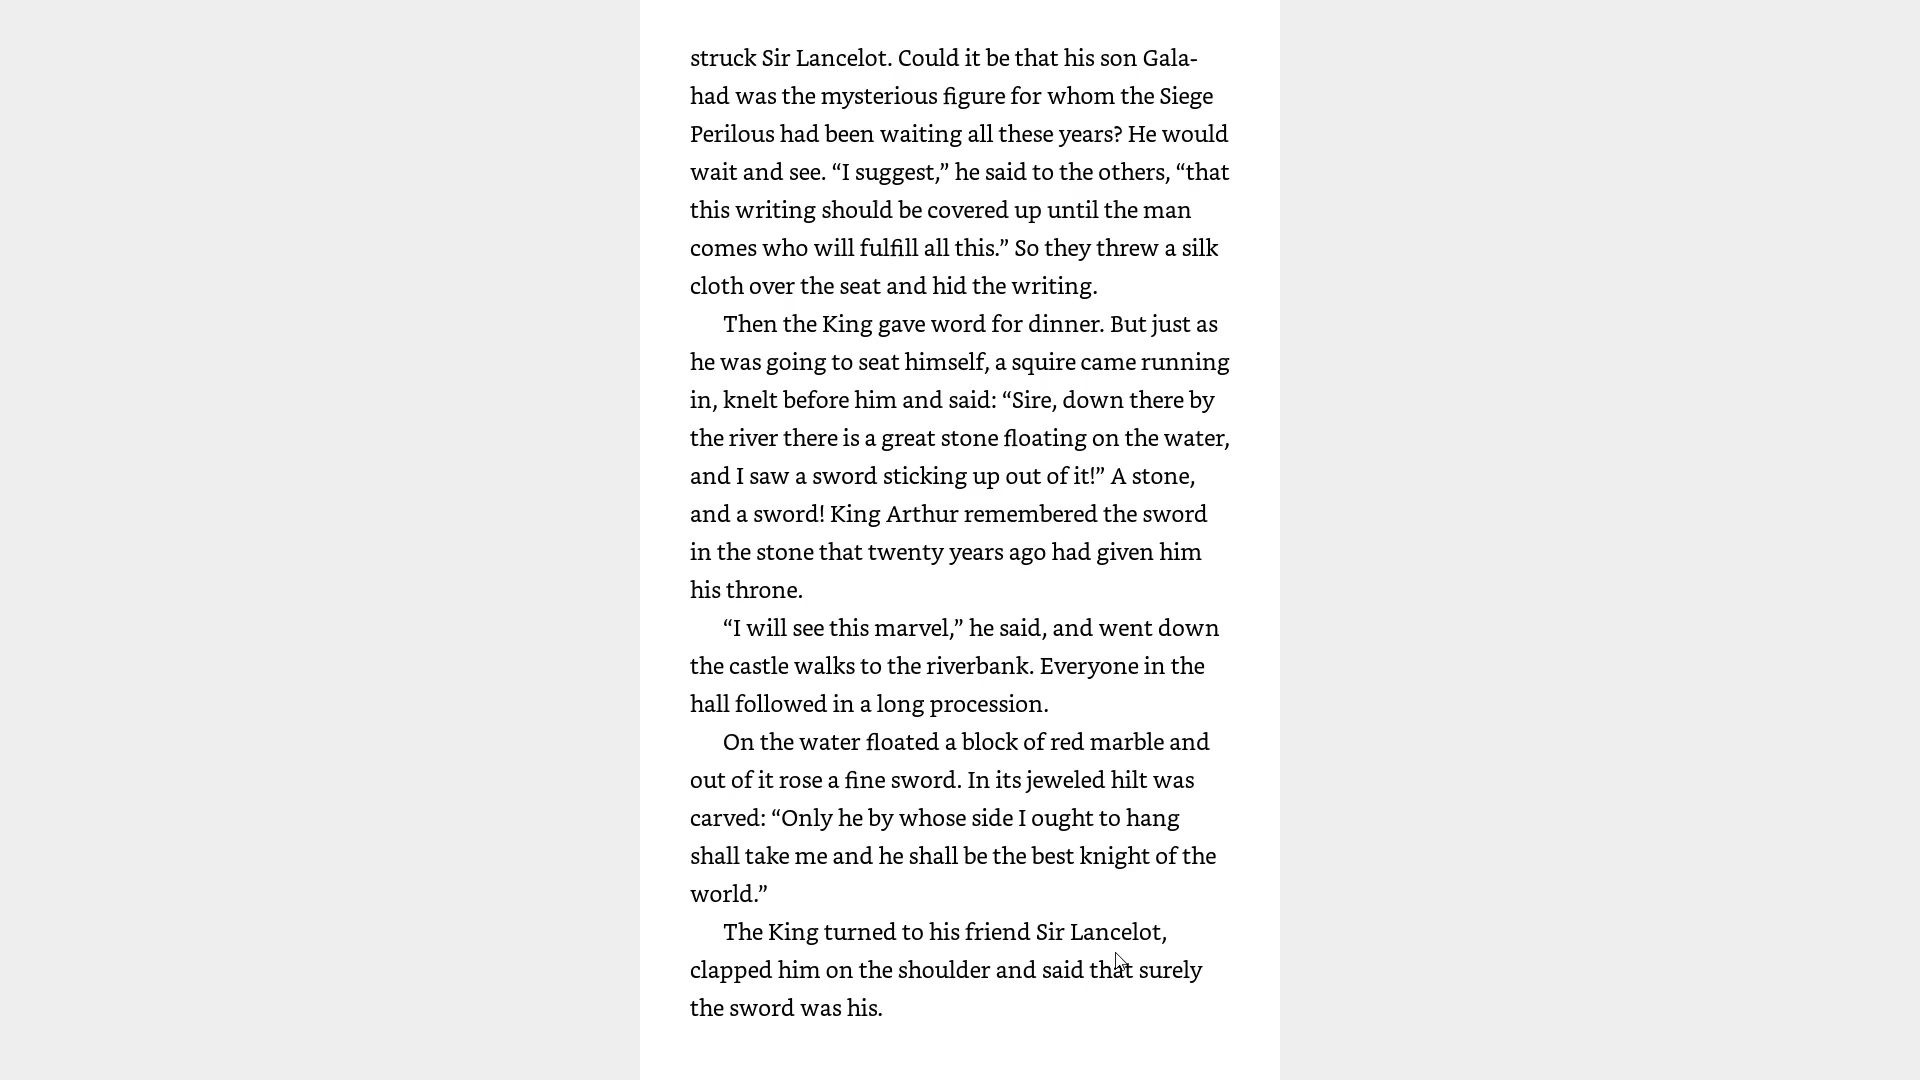 struck Sir Lancelot. Could it be that his son Gala-
had was the mysterious figure for whom the Siege
Perilous had been waiting all these years? He would
wait and see. “I suggest,” he said to the others, “that
this writing should be covered up until the man
comes who will fulfill all this.” So they threw a silk
cloth over the seat and hid the writing.
Then the King gave word for dinner. But just as
he was going to seat himself, a squire came running
in, knelt before him and said: “Sire, down there by
the river there is a great stone floating on the water,
and I saw a sword sticking up out of it!” A stone,
and a sword! King Arthur remembered the sword
in the stone that twenty years ago had given him
his throne.
“I will see this marvel,” he said, and went down
the castle walks to the riverbank. Everyone in the
hall followed in a long procession.
On the water floated a block of red marble and
out of it rose a fine sword. In its jeweled hilt was
carved: “Only he by whose side I ought to hang
shall take me and he shall be the best knight of the
world.”
The King turned to his friend Sir Lancelot,
clapped him on the shoulder and said that surely
the sword was his.